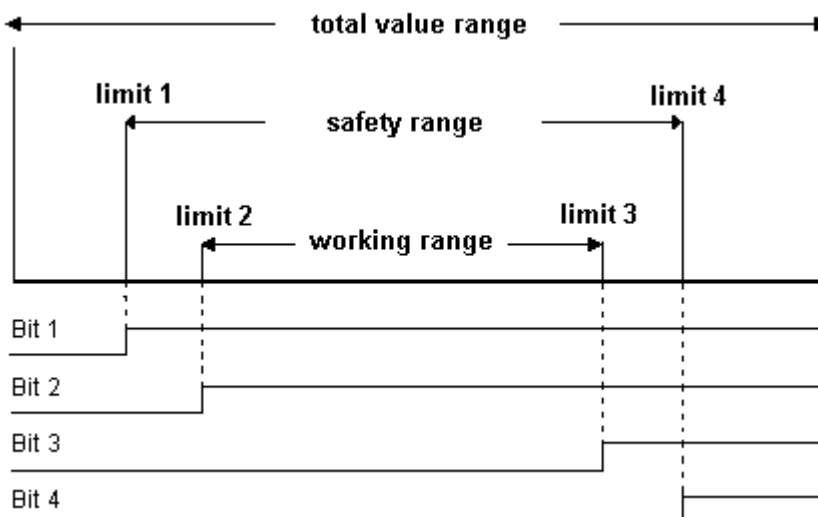 total value range
limit 1
limit 4
safety range
limit 2
limit 3
working range
Bit 1
Bit 2
Bit 3
Bit 4